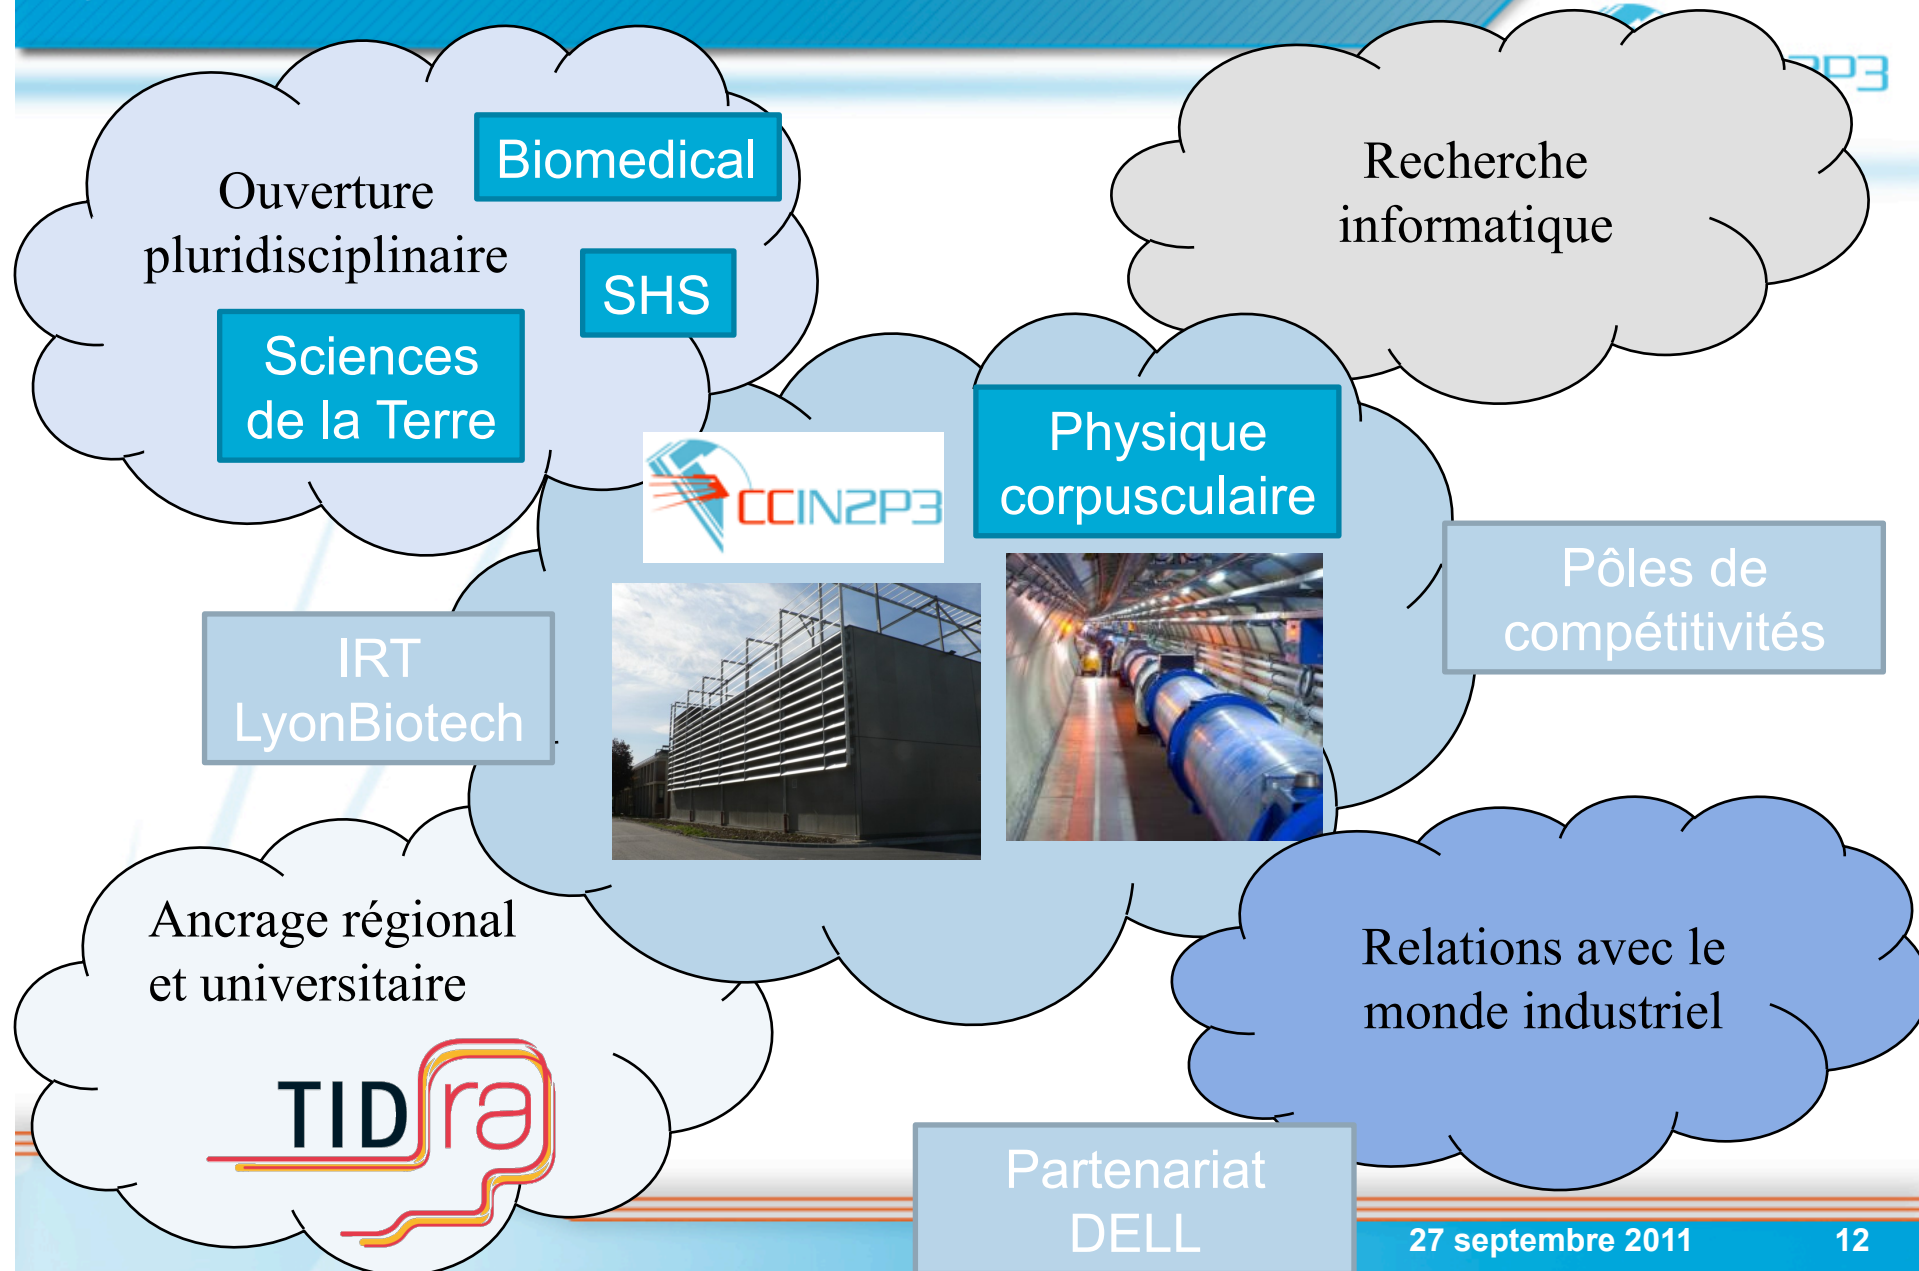 Biomedical
Ouverture
pluridisciplinaire
SHS
Sciences
de la Terre
Recherche
informatique
CCIN2P3
Physique
corpusculaire
Pôles de
compétitivités
IRT
LyonBiotech
Ancrage régional
et universitaire
TIDra
Relations avec le
monde industriel
Partenariat
DELL
27 septembre 2011
12